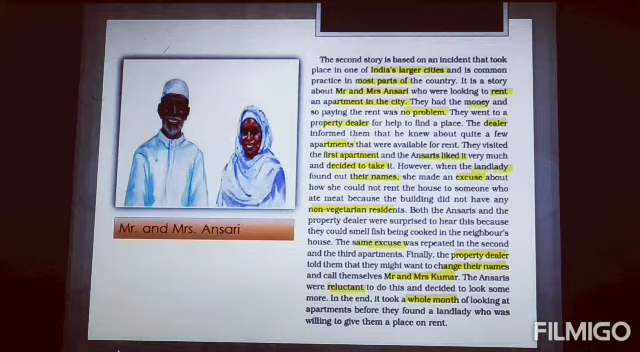 The second story is based on an incident that took
place in one of India's larger cities and is common
practice in most parts of the country. It is a story
about Mr and Mrs Ansari who were looking to rent
an apartment in the city. They had the money and
so paying the rent was no problem. They went to a
property dealer for help to find a place. The dealer
informed them that he knew about quite a few
apartments that were available for rent. They visited
the first apartment and the Ansaris liked it very much
and decided to take it. However, when the landlady
found out their names, she made an excuse about
how she could not rent the house to someone who
ate meat because the building did not have any
non-vegetarian residents. Both the Ansaris and the
property dealer were surprised to hear this because
they could smell fish being cooked in the neighbour's
house. The same excuse was repeated in the second
and the third apartments. Finally, the property dealer
told them that they might want to change their names
and call themselves Mr and Mrs Kumar. The Ansaris
were reluctant to do this and decided to look some
more. In the end, it took a whole month of looking at
apartments before they found a landlady who was
willing to give them a place on rent.
Mr. and Mrs. Ansari
FILMIGO